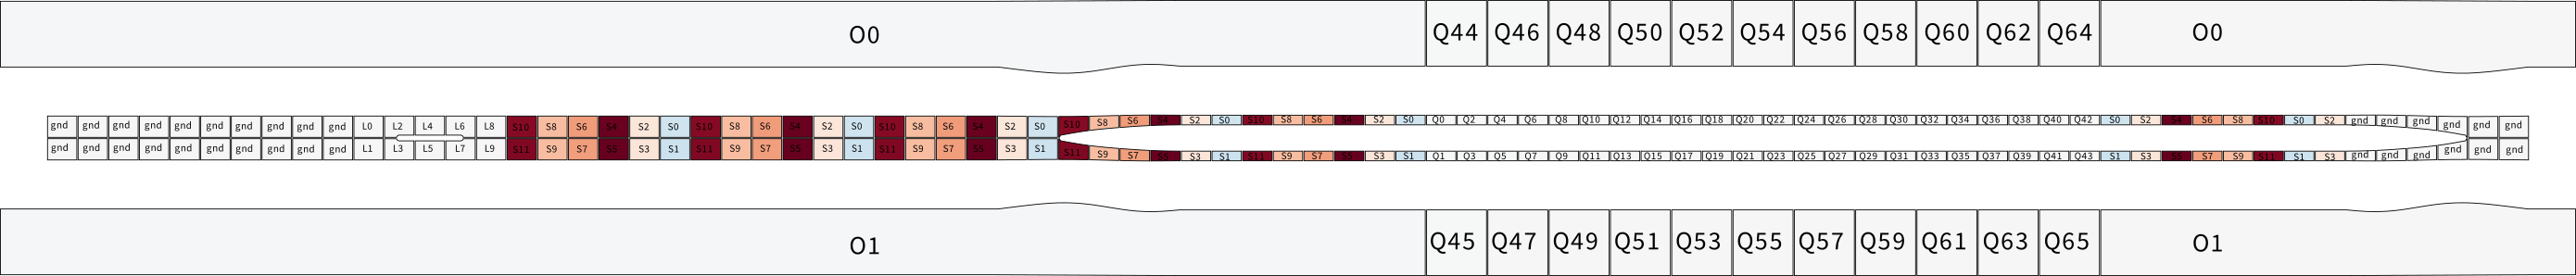 O0 Q44 Q46 Q48 Q50 Q52 Q54 Q56 Q58 Q60 Q62 Q64 O0
gnd gnd gnd gnd gnd gnd gnd gnd gnd gnd L0 L2 L4 L6 L8 S10 S8 S6 S4 S2 S0 S10 S8 S6 S4 S2 S0 S10 S8 S6 S4 S2 S0 S10 S8 S6 S4 S2 S0 S10 S8 S6 S4 S2 S0 Q0 Q2 Q4 Q6 Q8 Q10 Q12 Q14 Q16 Q18 Q20 Q22 Q24 Q26 Q28 Q30 Q32 Q34 Q36 Q38 Q40 Q42 S0 S2 S4 S6 S8 S10 S0 S2 gnd gnd gnd gnd gnd gnd
gnd gnd gnd gnd gnd gnd gnd gnd gnd gnd L1 L3 L5 L7 L9 S11 S9 S7 S5 S3 S1 S11 S9 S7 S5 S3 S1 S11 S9 S7 S5 S3 S1 S11 S9 S7 S5 S3 S1 S11 S9 S7 S5 S3 S1 Q1 Q3 Q5 Q7 Q9 Q11 Q13 Q15 Q17 Q19 Q21 Q23 Q25 Q27 Q29 Q31 Q33 Q35 Q37 Q39 Q41 Q43 S1 S3 S5 S7 S9 S11 S1 S3 gnd gnd gnd gnd gnd gnd
O1 Q45 Q47 Q49 Q51 Q53 Q55 Q57 Q59 Q61 Q63 Q65 O1